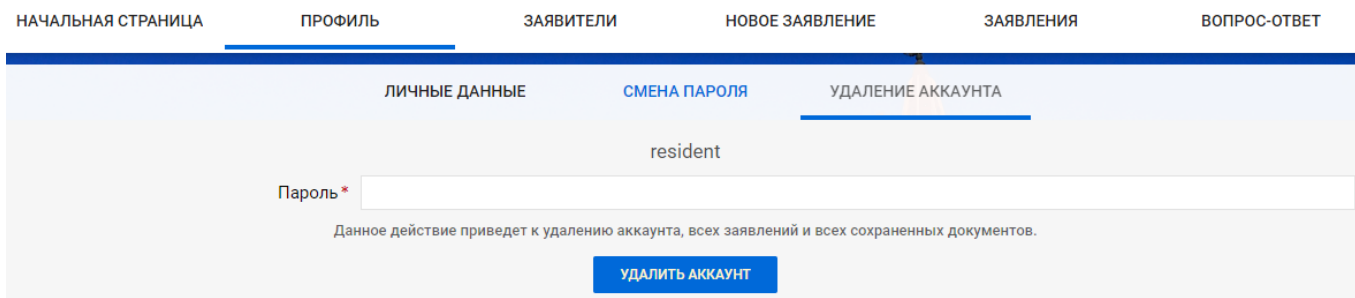 НАЧАЛЬНАЯ СТРАНИЦА ПРОФИЛЬ ЗАЯВИТЕЛИ НОВОЕ ЗАЯВЛЕНИЕ ЗАЯВЛЕНИЯ ВОПРОС-ОТВЕТ
ЛИЧНЫЕ ДАННЫЕ СМЕНА ПАРОЛЯ УДАЛЕНИЕ АККАУНТА
resident
Пароль *
Данное действие приведет к удалению аккаунта, всех заявлений и всех сохраненных документов.
УДАЛИТЬ АККАУНТ